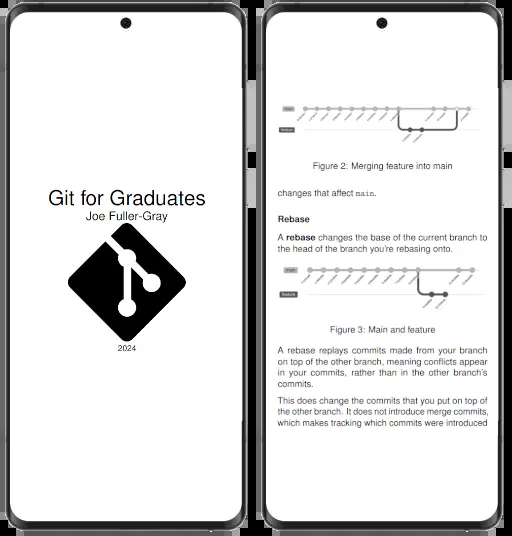 Git for Graduates
Joe Fuller-Gray
2024
main
feature
Figure 2: Merging feature into main
changes that affect main.
Rebase
A rebase changes the base of the current branch to
the head of the branch you're rebasing onto.
main
feature
Figure 3: Main and feature
A rebase replays commits made from your branch
on top of the other branch, meaning conflicts appear
in your commits, rather than in the other branch's
commits.
This does change the commits that you put on top of
the other branch. It does not introduce merge commits,
which makes tracking which commits were introduced